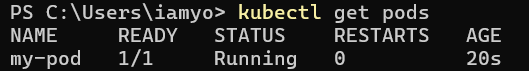 PS C:\Users\iamyo> kubectl get pods
NAME     READY   STATUS    RESTARTS   AGE
my-pod   1/1     Running   0          20s